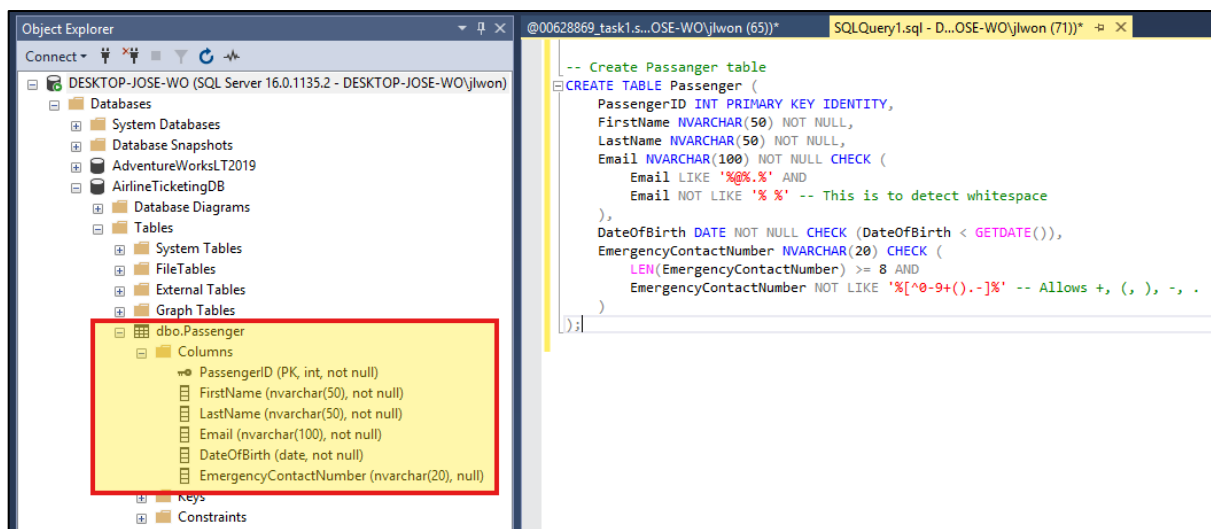 Object Explorer
Connect
DESKTOP-JOSE-WO (SQL Server 16.0.1135.2 - DESKTOP-JOSE-WO\jlwon)
Databases
System Databases
Database Snapshots
AdventureWorksLT2019
AirlineTicketingDB
Database Diagrams
Tables
System Tables
FileTables
External Tables
Graph Tables
dbo.Passenger
Columns
PassengerID (PK, int, not null)
FirstName (nvarchar(50), not null)
LastName (nvarchar(50), not null)
Email (nvarchar(100), not null)
DateOfBirth (date, not null)
EmergencyContactNumber (nvarchar(20), null)
Keys
Constraints
@00628869_task1.s...OSE-WO\jlwon (65))*
SQLQuery1.sql - D...OSE-WO\jlwon (71))*
-- Create Passanger table
CREATE TABLE Passenger (
PassengerID INT PRIMARY KEY IDENTITY,
FirstName NVARCHAR(50) NOT NULL,
LastName NVARCHAR(50) NOT NULL,
Email NVARCHAR(100) NOT NULL CHECK (
Email LIKE '%@%.%' AND
Email NOT LIKE '% %' -- This is to detect whitespace
),
DateOfBirth DATE NOT NULL CHECK (DateOfBirth < GETDATE()),
EmergencyContactNumber NVARCHAR(20) CHECK (
LEN(EmergencyContactNumber) >= 8 AND
EmergencyContactNumber NOT LIKE '%[^0-9+().-]%' -- Allows +, (, ), -, .
)
);